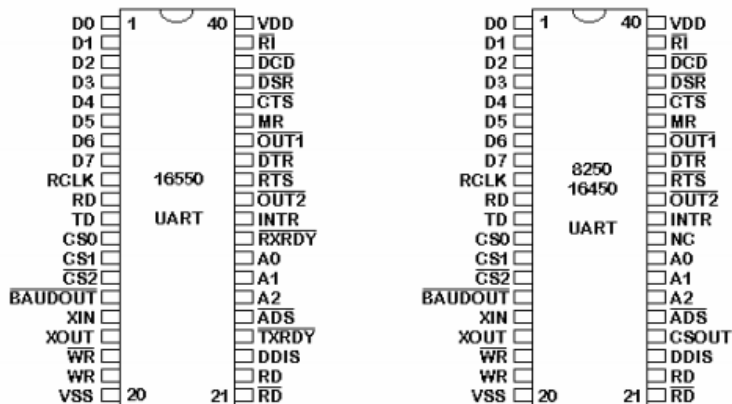 D0 1 40 VDD D0 1 40 VDD
D1 RI D1 RI
D2 DCD D2 DCD
D3 DSR D3 DSR
D4 CTS D4 CTS
D5 MR D5 MR
D6 OUT1 D6 OUT1
D7 DTR D7 8250 DTR
RCLK 16550 RTS RCLK 16450 RTS
RD OUT2 RD OUT2
TD UART INTR TD UART INTR
CS0 RXRDY CS0 NC
CS1 A0 CS1 A0
CS2 A1 CS2 A1
BAUDOUT A2 BAUDOUT A2
XIN ADS XIN ADS
XOUT TXRDY XOUT CSOUT
WR DDIS WR DDIS
WR RD WR RD
VSS 20 21 RD VSS 20 21 RD